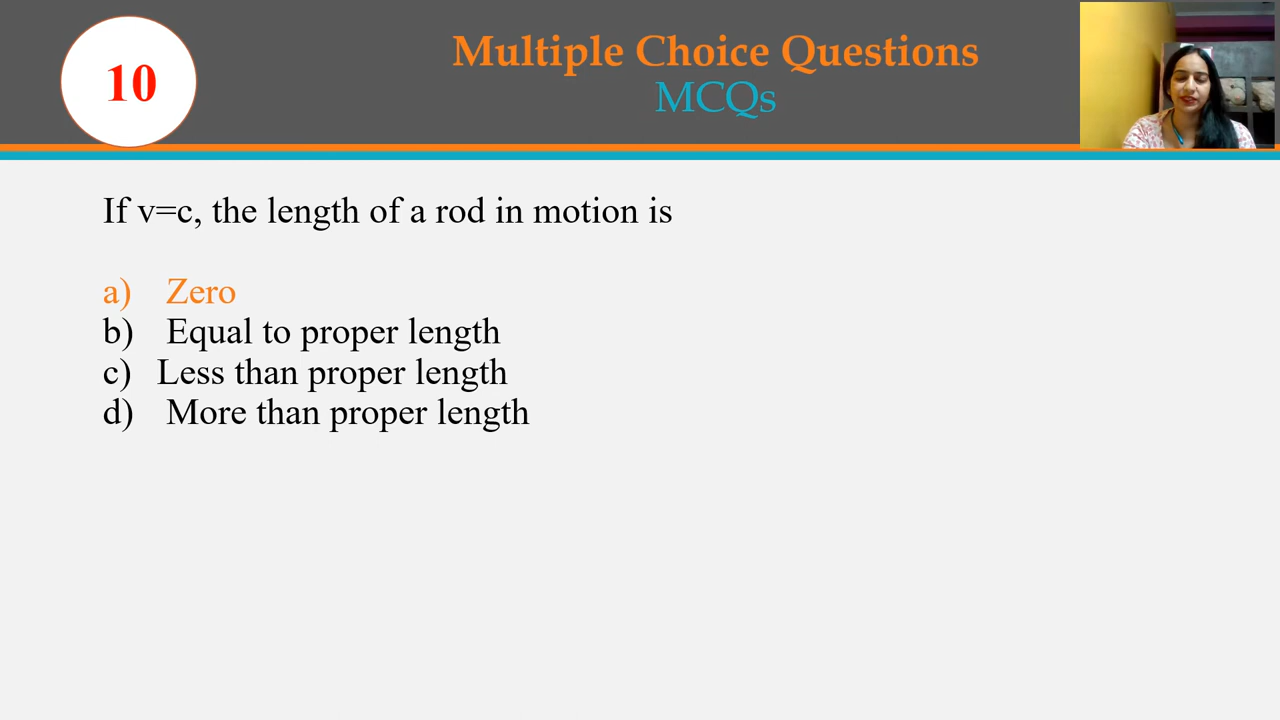 10
Multiple Choice Questions
MCQs
If v=c, the length of a rod in motion is
a) Zero
b) Equal to proper length
c) Less than proper length
d) More than proper length